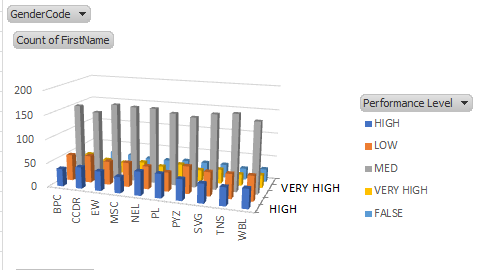 GenderCode
Count of FirstName
200
150
100
50
0
BPC
CCDR
EW
MSC
NEL
PL
PYZ
SVG
TNS
WBL
VERY HIGH
HIGH
Performance Level
HIGH
LOW
MED
VERY HIGH
FALSE